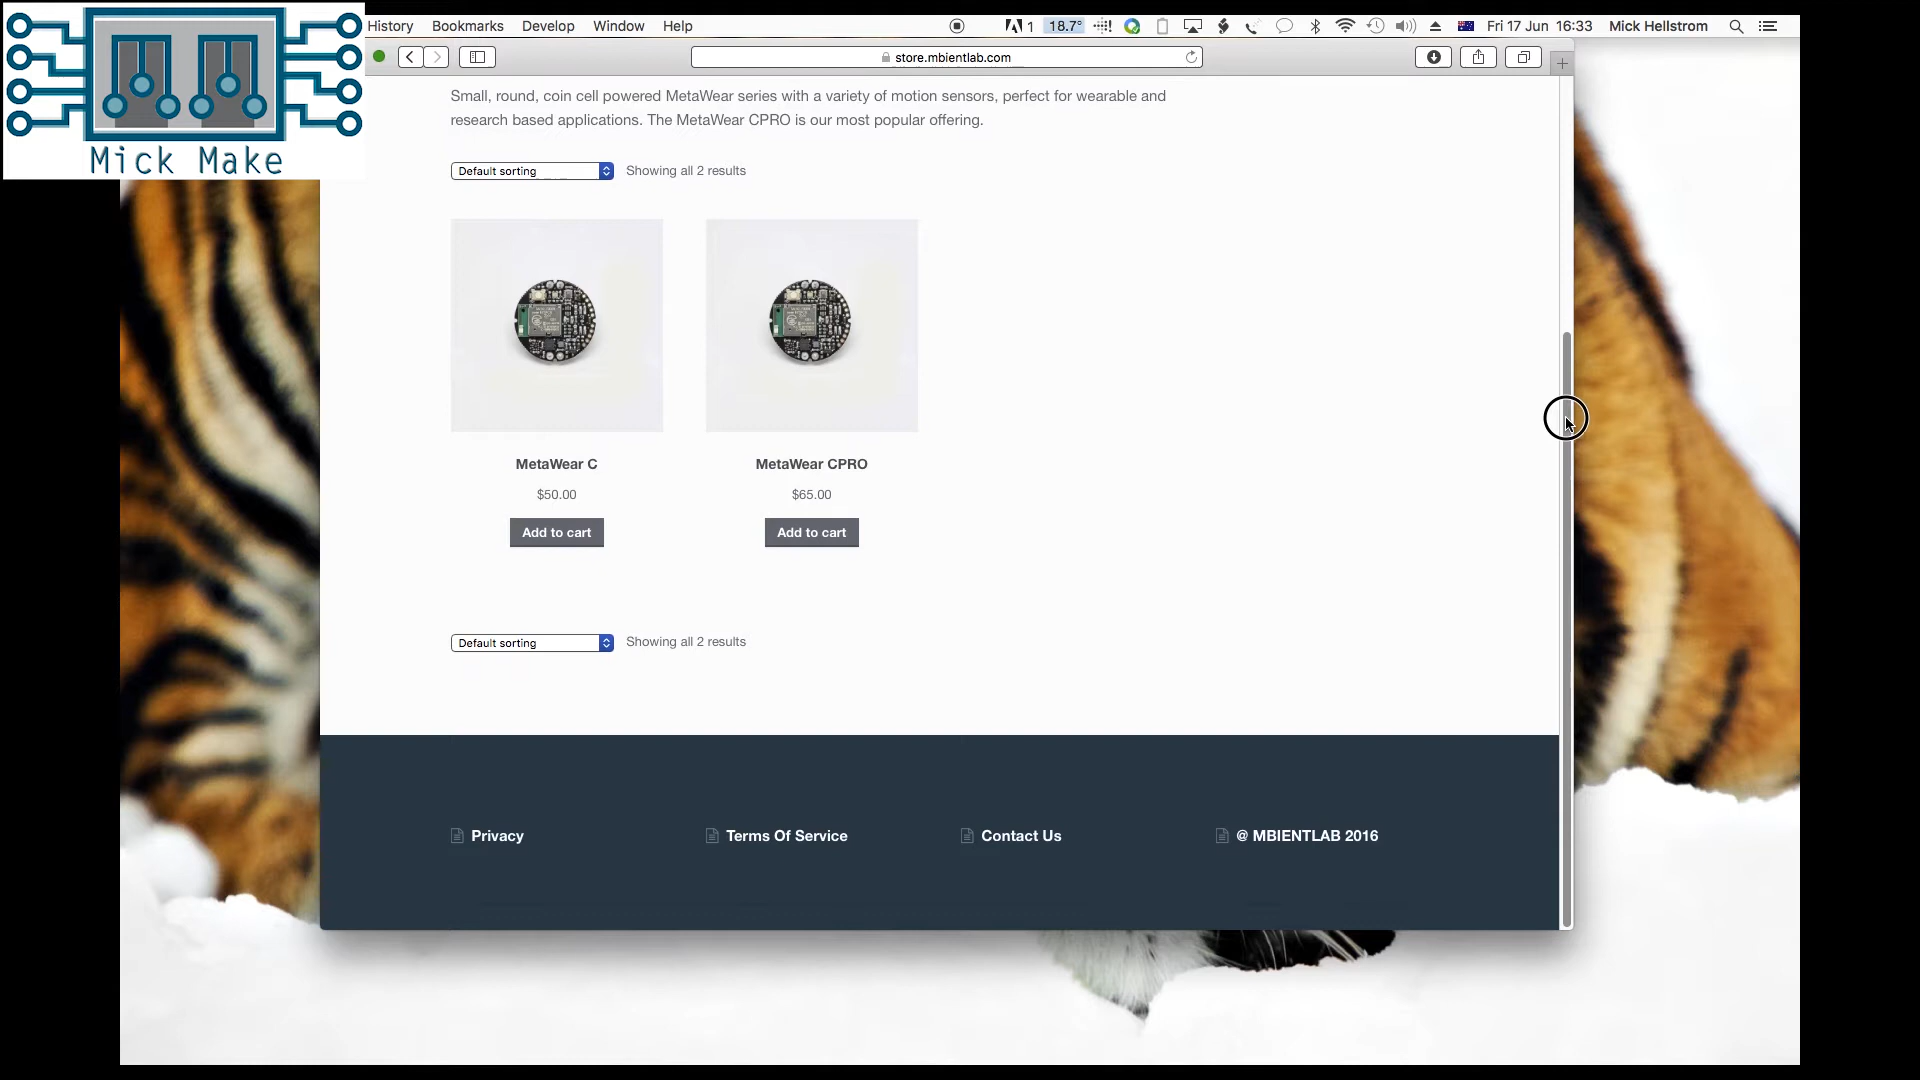 Mick Make
History Bookmarks Develop Window Help
1 18.7° Fri 17 Jun 16:33 Mick Hellstrom
store.mbientlab.com
Small, round, coin cell powered MetaWear series with a variety of motion sensors, perfect for wearable and
research based applications. The MetaWear CPRO is our most popular offering.
Default sorting Showing all 2 results
MetaWear C MetaWear CPRO
$50.00 $65.00
Add to cart Add to cart
Default sorting Showing all 2 results
Privacy Terms Of Service Contact Us @ MBIENTLAB 2016